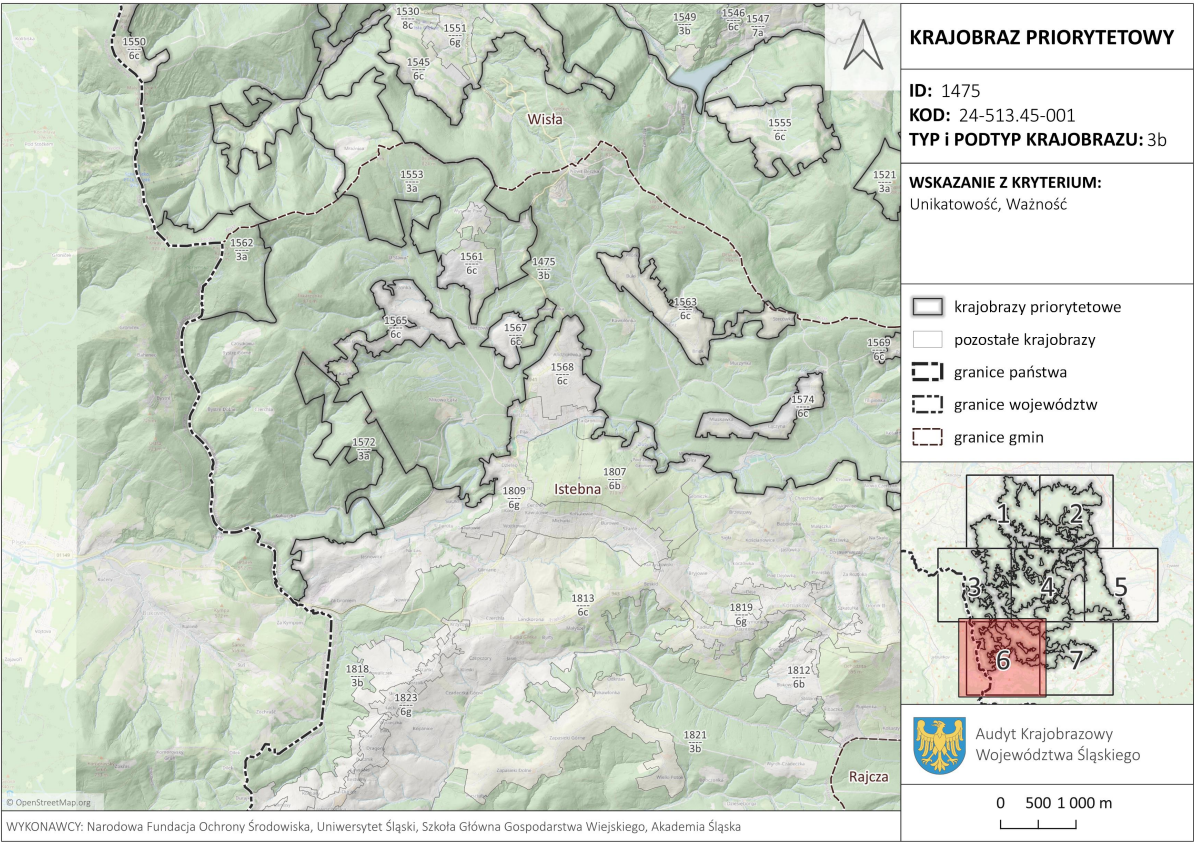 1550
6c
1530
8c
1551
6g
1549
3b
1546
6c
1547
7a
1545
6c
Wisła
1555
6c
1553
3a
1521
3a
1562
3a
1561
6c
1475
3b
1563
6c
1565
6c
1567
6c
1568
6c
1569
6c
1574
6c
1572
3a
1807
6b
Istebna
1809
6g
1813
6c
1819
6g
1818
3b
1812
6b
1823
6g
1821
3b
Rajcza
© OpenStreetMap.org
WYKONAWCY: Narodowa Fundacja Ochrony Środowiska, Uniwersytet Śląski, Szkoła Główna Gospodarstwa Wiejskiego, Akademia Śląska
KRAJOBRAZ PRIORYTETOWY
ID: 1475
KOD: 24-513.45-001
TYP i PODTYP KRAJOBRAZU: 3b
WSKAZANIE Z KRYTERIUM:
Unikatowość, Ważność
krajobrazy priorytetowe
pozostałe krajobrazy
granice państwa
granice województw
granice gmin
1
2
3
4
5
6
7
Audyt Krajobrazowy
Województwa Śląskiego
0 500 1 000 m